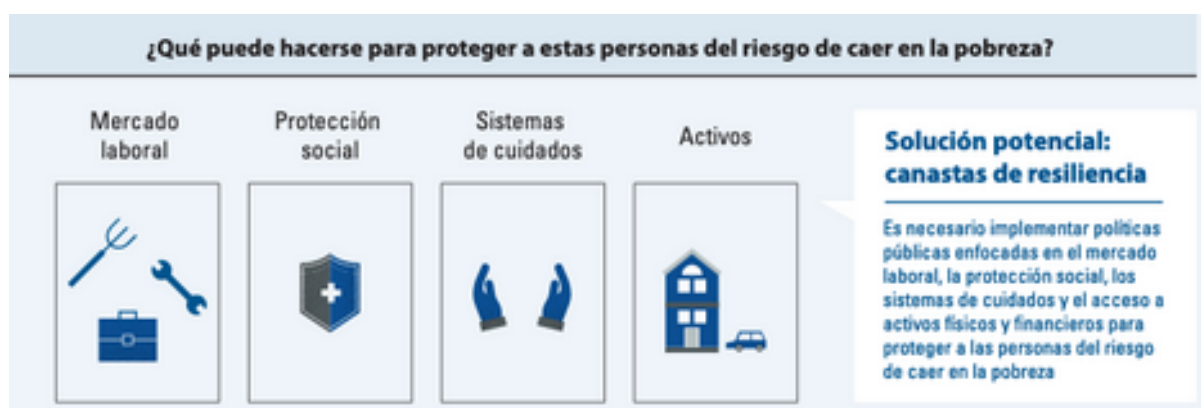 ¿Qué puede hacerse para proteger a estas personas del riesgo de caer en la pobreza?
Mercado
laboral
Protección
social
Sistemas
de cuidados
Activos
Solución potencial:
canastas de resiliencia
Es necesario implementar políticas
públicas enfocadas en el mercado
laboral, la protección social, los
sistemas de cuidados y el acceso a
activos físicos y financieros para
proteger a las personas del riesgo
de caer en la pobreza